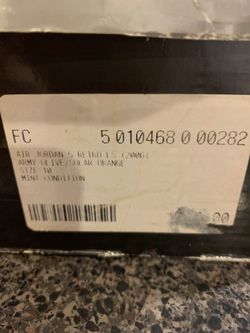 FC 5 010468 0 00282
AIR JORDAN 5 RETRO LS (2006)
ARMY OLIVE/SOLAR ORANGE
SIZE 10
MINT CONDITION
00